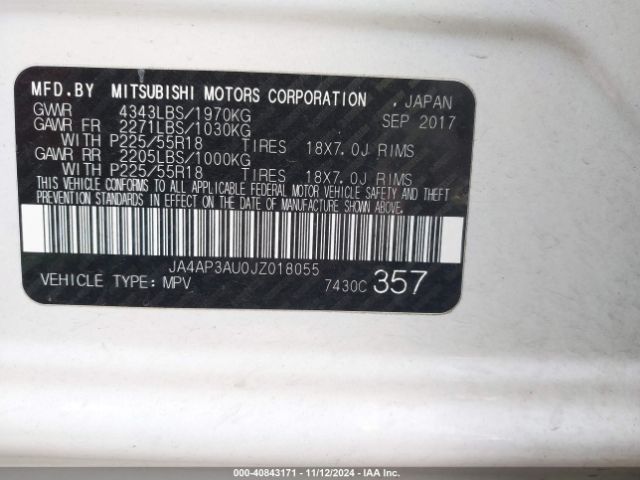 MFD.BY MITSUBISHI MOTORS CORPORATION . JAPAN
GVWR 4343LBS/1970KG SEP 2017
GAWR FR 2271LBS/1030KG
WITH P225/55R18 TIRES 18X7.0J RIMS
GAWR RR 2205LBS/1000KG
WITH P225/55R18 TIRES 18X7.0J RIMS
THIS VEHICLE CONFORMS TO ALL APPLICABLE FEDERAL MOTOR VEHICLE SAFETY AND THEFT
PREVENTION STANDARDS IN EFFECT ON THE DATE OF MANUFACTURE SHOWN ABOVE.
JA4AP3AU0JZ018055
VEHICLE TYPE: MPV 7430C 357
000-40843171 - 11/12/2024 - IAA Auctions